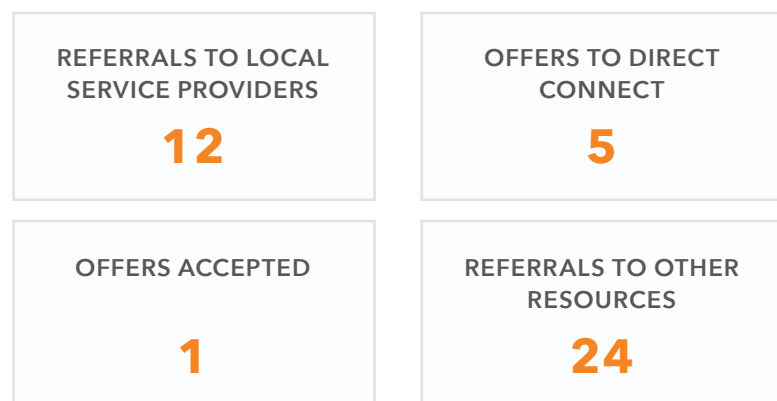 REFERRALS TO LOCAL
SERVICE PROVIDERS
12
OFFERS TO DIRECT
CONNECT
5
OFFERS ACCEPTED
1
REFERRALS TO OTHER
RESOURCES
24